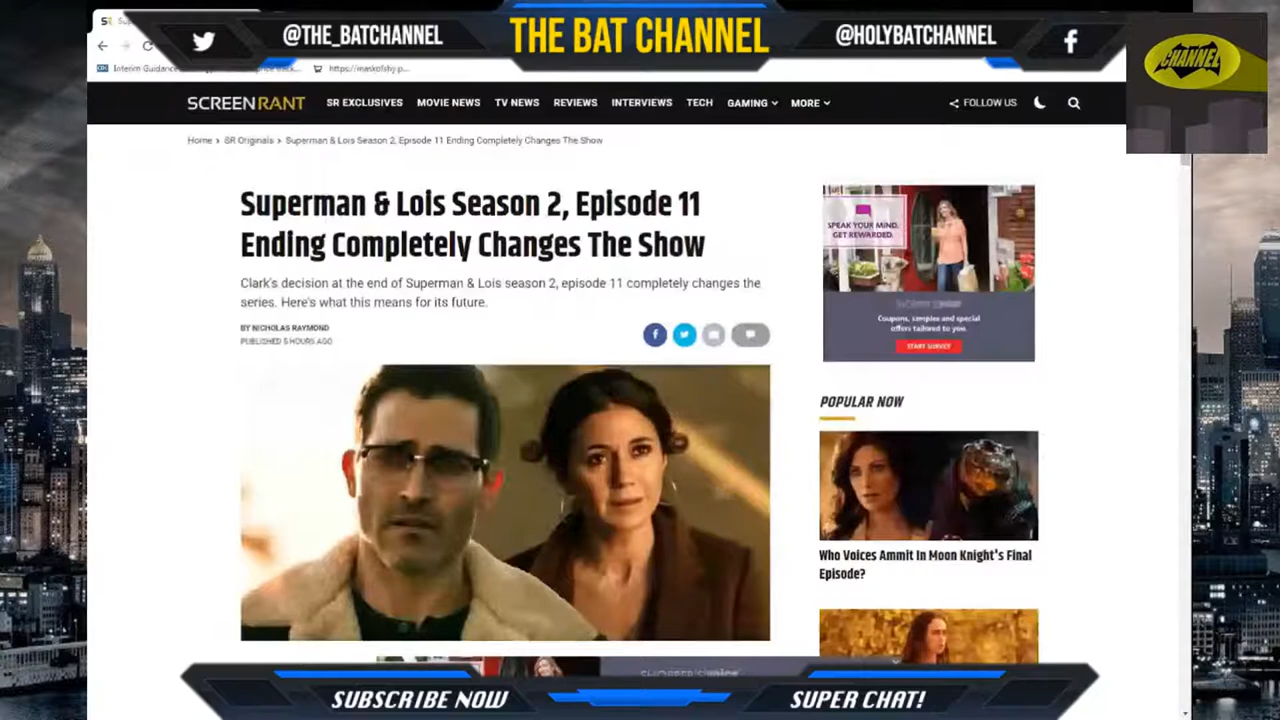 @THE_BATCHANNEL
THE BAT CHANNEL
@HOLYBATCHANNEL
CHANNEL
Interim Guidance
https://maskofshy.p...
SCREENRANT
SR EXCLUSIVES
MOVIE NEWS
TV NEWS
REVIEWS
INTERVIEWS
TECH
GAMING
MORE
FOLLOW US
Home > SR Originals > Superman & Lois Season 2, Episode 11 Ending Completely Changes The Show
Superman & Lois Season 2, Episode 11
Ending Completely Changes The Show
Clark's decision at the end of Superman & Lois season 2, episode 11 completely changes the
series. Here's what this means for its future.
BY NICHOLAS RAYMOND
PUBLISHED 5 HOURS AGO
SPEAK YOUR MIND.
GET REWARDED.
Coupons, samples and special
offers tailored to you.
START SURVEY
POPULAR NOW
Who Voices Ammit In Moon Knight's Final
Episode?
SUBSCRIBE NOW
SUPER CHAT!